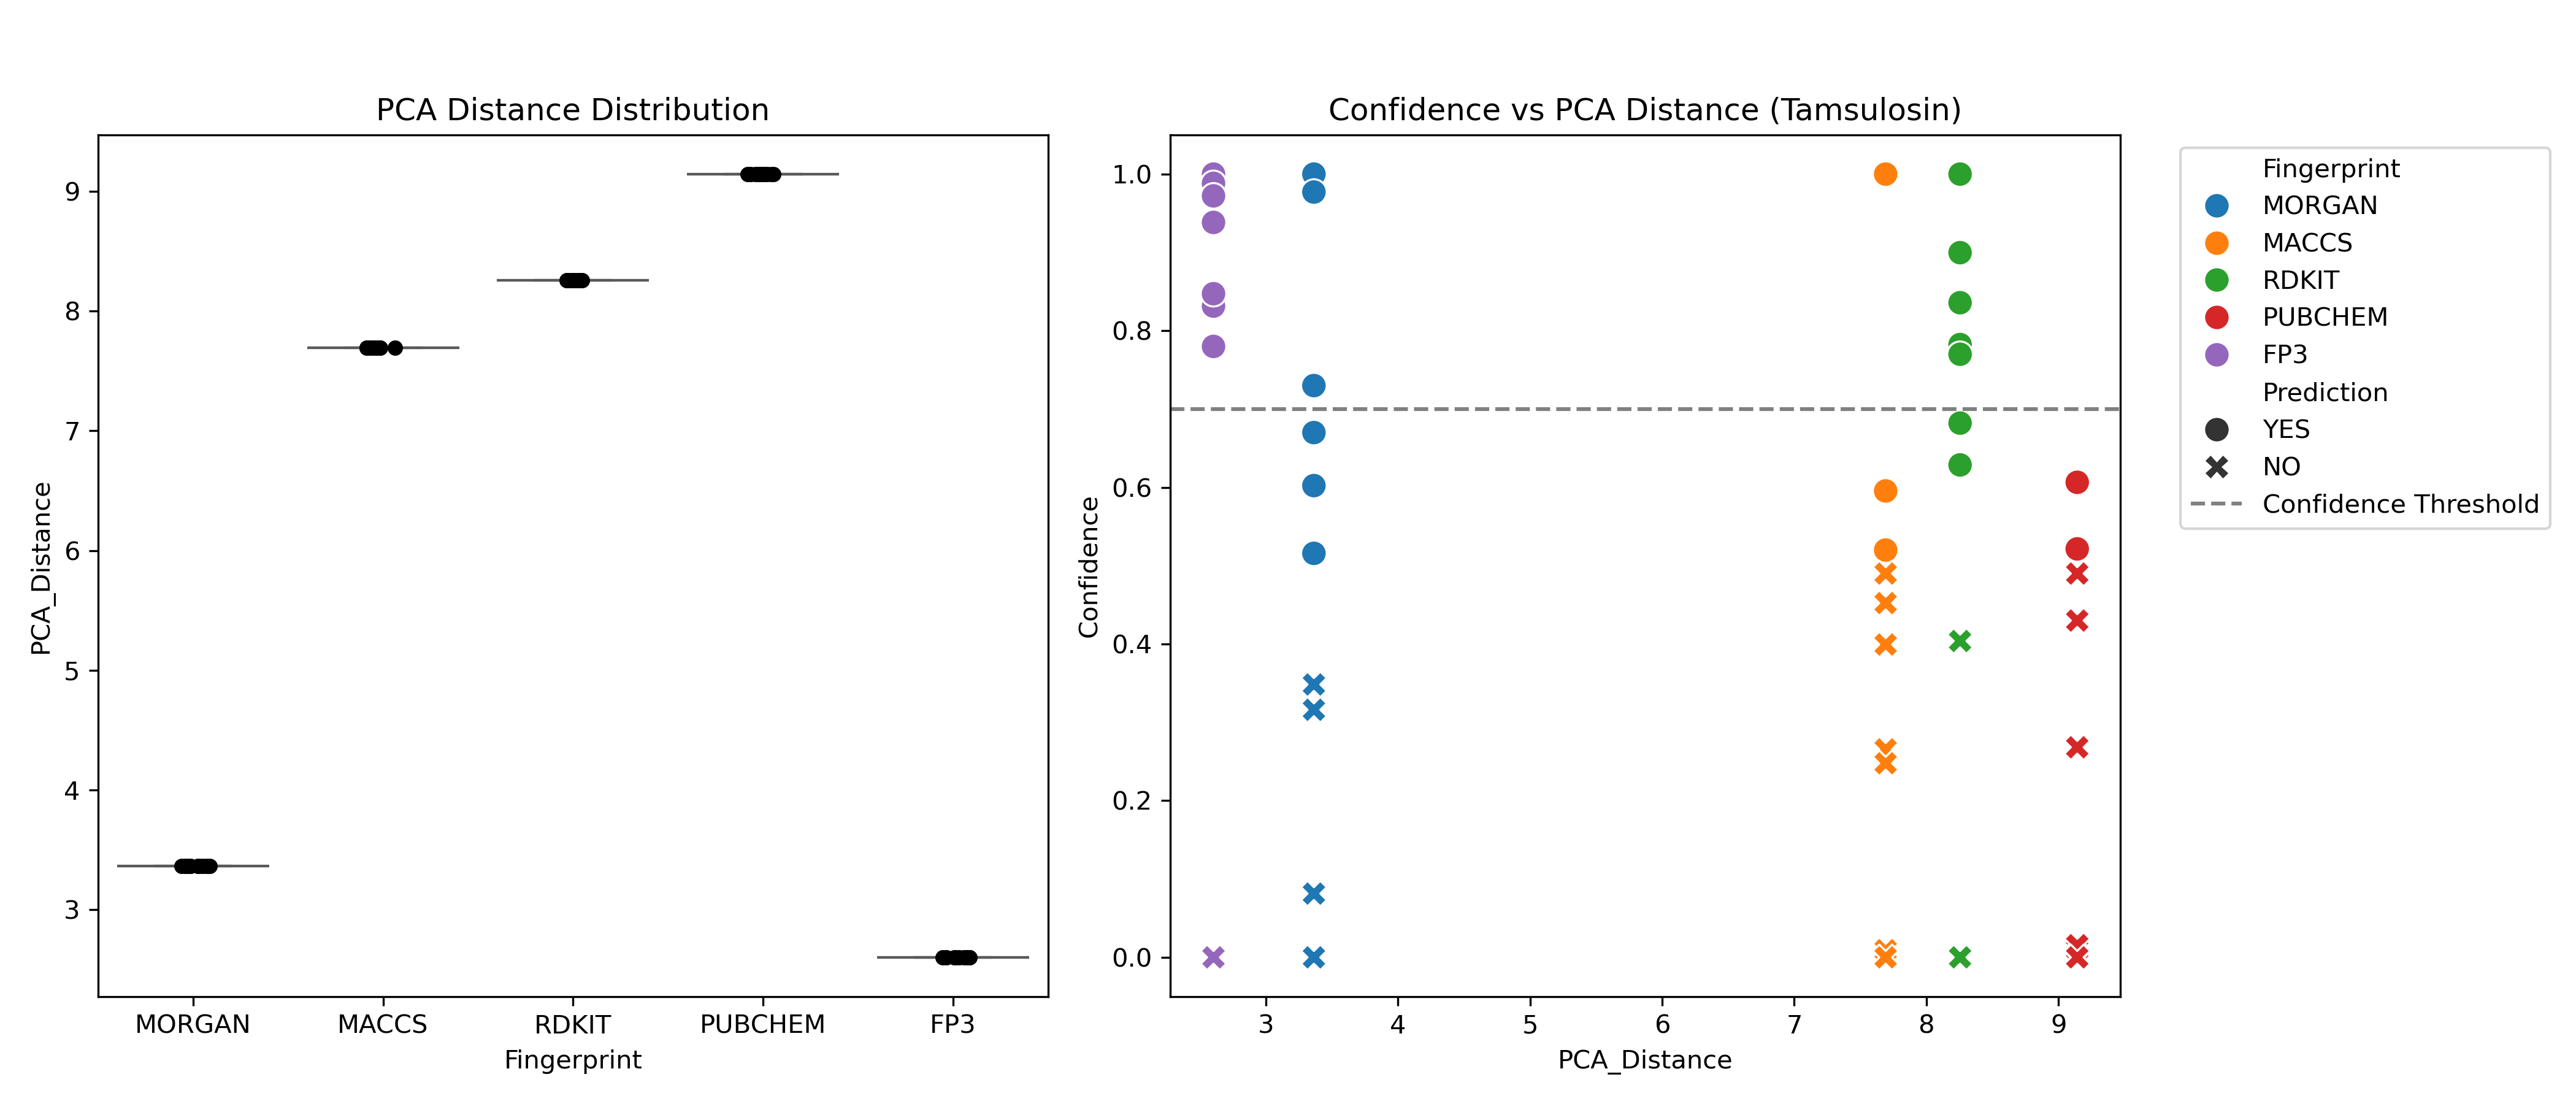 PCA Distance Distribution
PCA_Distance
9
8
7
6
5
4
3
MORGAN MACCS RDKIT PUBCHEM FP3
Fingerprint
Confidence vs PCA Distance (Tamsulosin)
Confidence
1.0
0.8
0.6
0.4
0.2
0.0
3 4 5 6 7 8 9
PCA_Distance
Fingerprint
MORGAN
MACCS
RDKIT
PUBCHEM
FP3
Prediction
YES
NO
Confidence Threshold